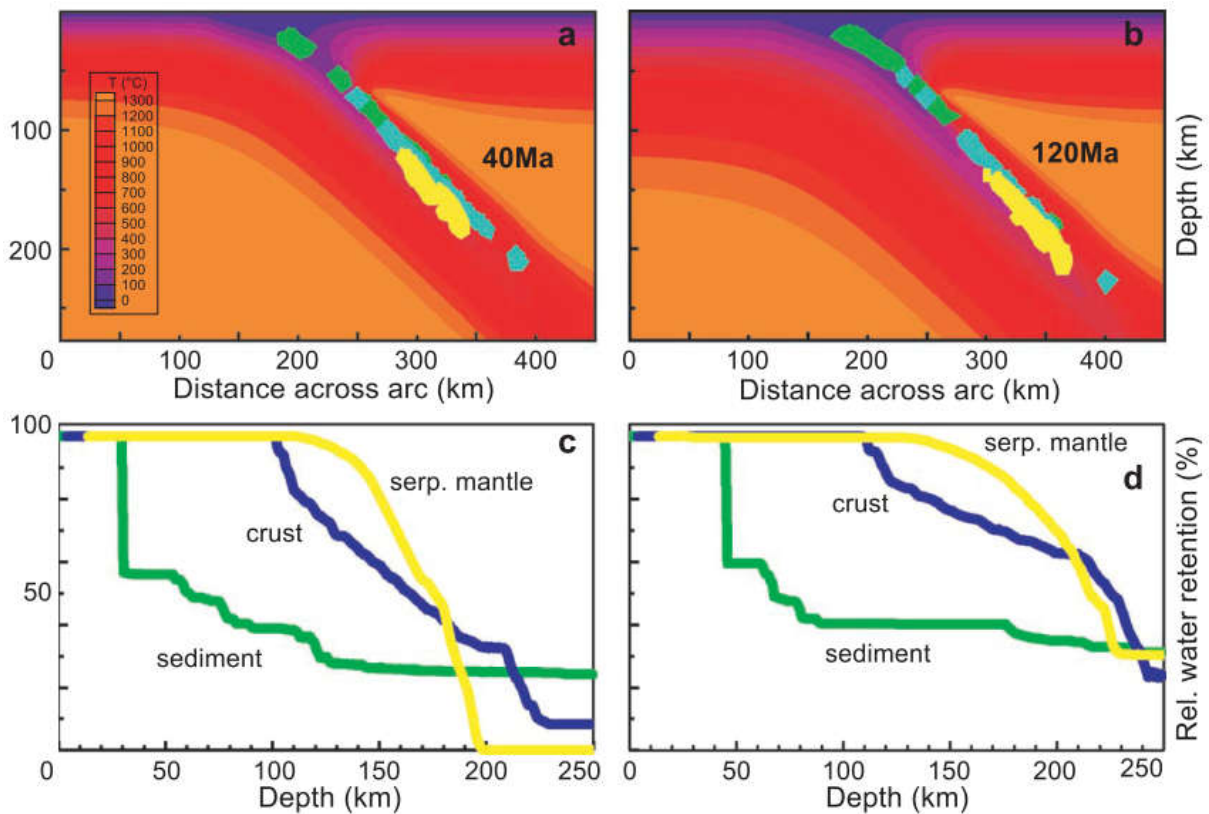 a
T (°C)
1300
1200
1100
1000
900
800
700
600
500
400
300
200
100
0
40Ma
100
200
0
100
200
300
400
Distance across arc (km)
b
120Ma
Depth (km)
0
100
200
300
400
Distance across arc (km)
100
50
c
serp. mantle
crust
sediment
0
50
100
150
200
250
Depth (km)
serp. mantle
d
crust
sediment
Rel. water retention (%)
0
50
100
150
200
250
Depth (km)